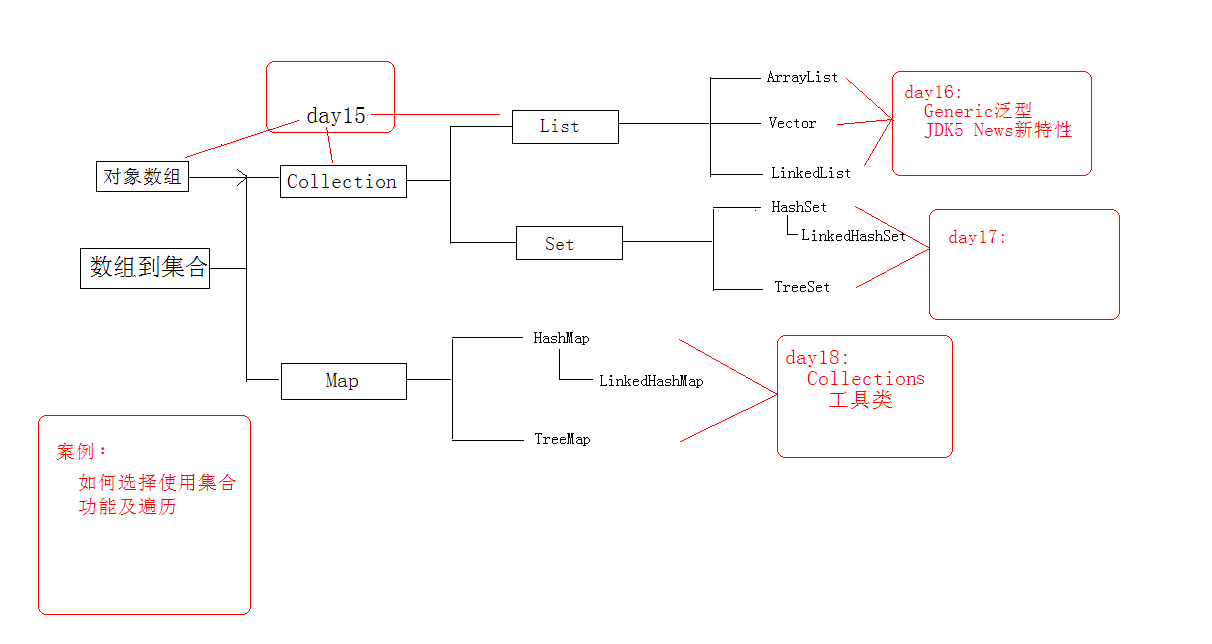 day15:
对象数组
Collection
List
ArrayList
Vector
LinkedList
day16:
Generic泛型
JDK5 News新特性
数组到集合
Set
HashSet
LinkedHashSet
TreeSet
day17:
Map
HashMap
LinkedHashMap
TreeMap
day18:
Collections
工具类
案例：
如何选择使用集合
功能及遍历